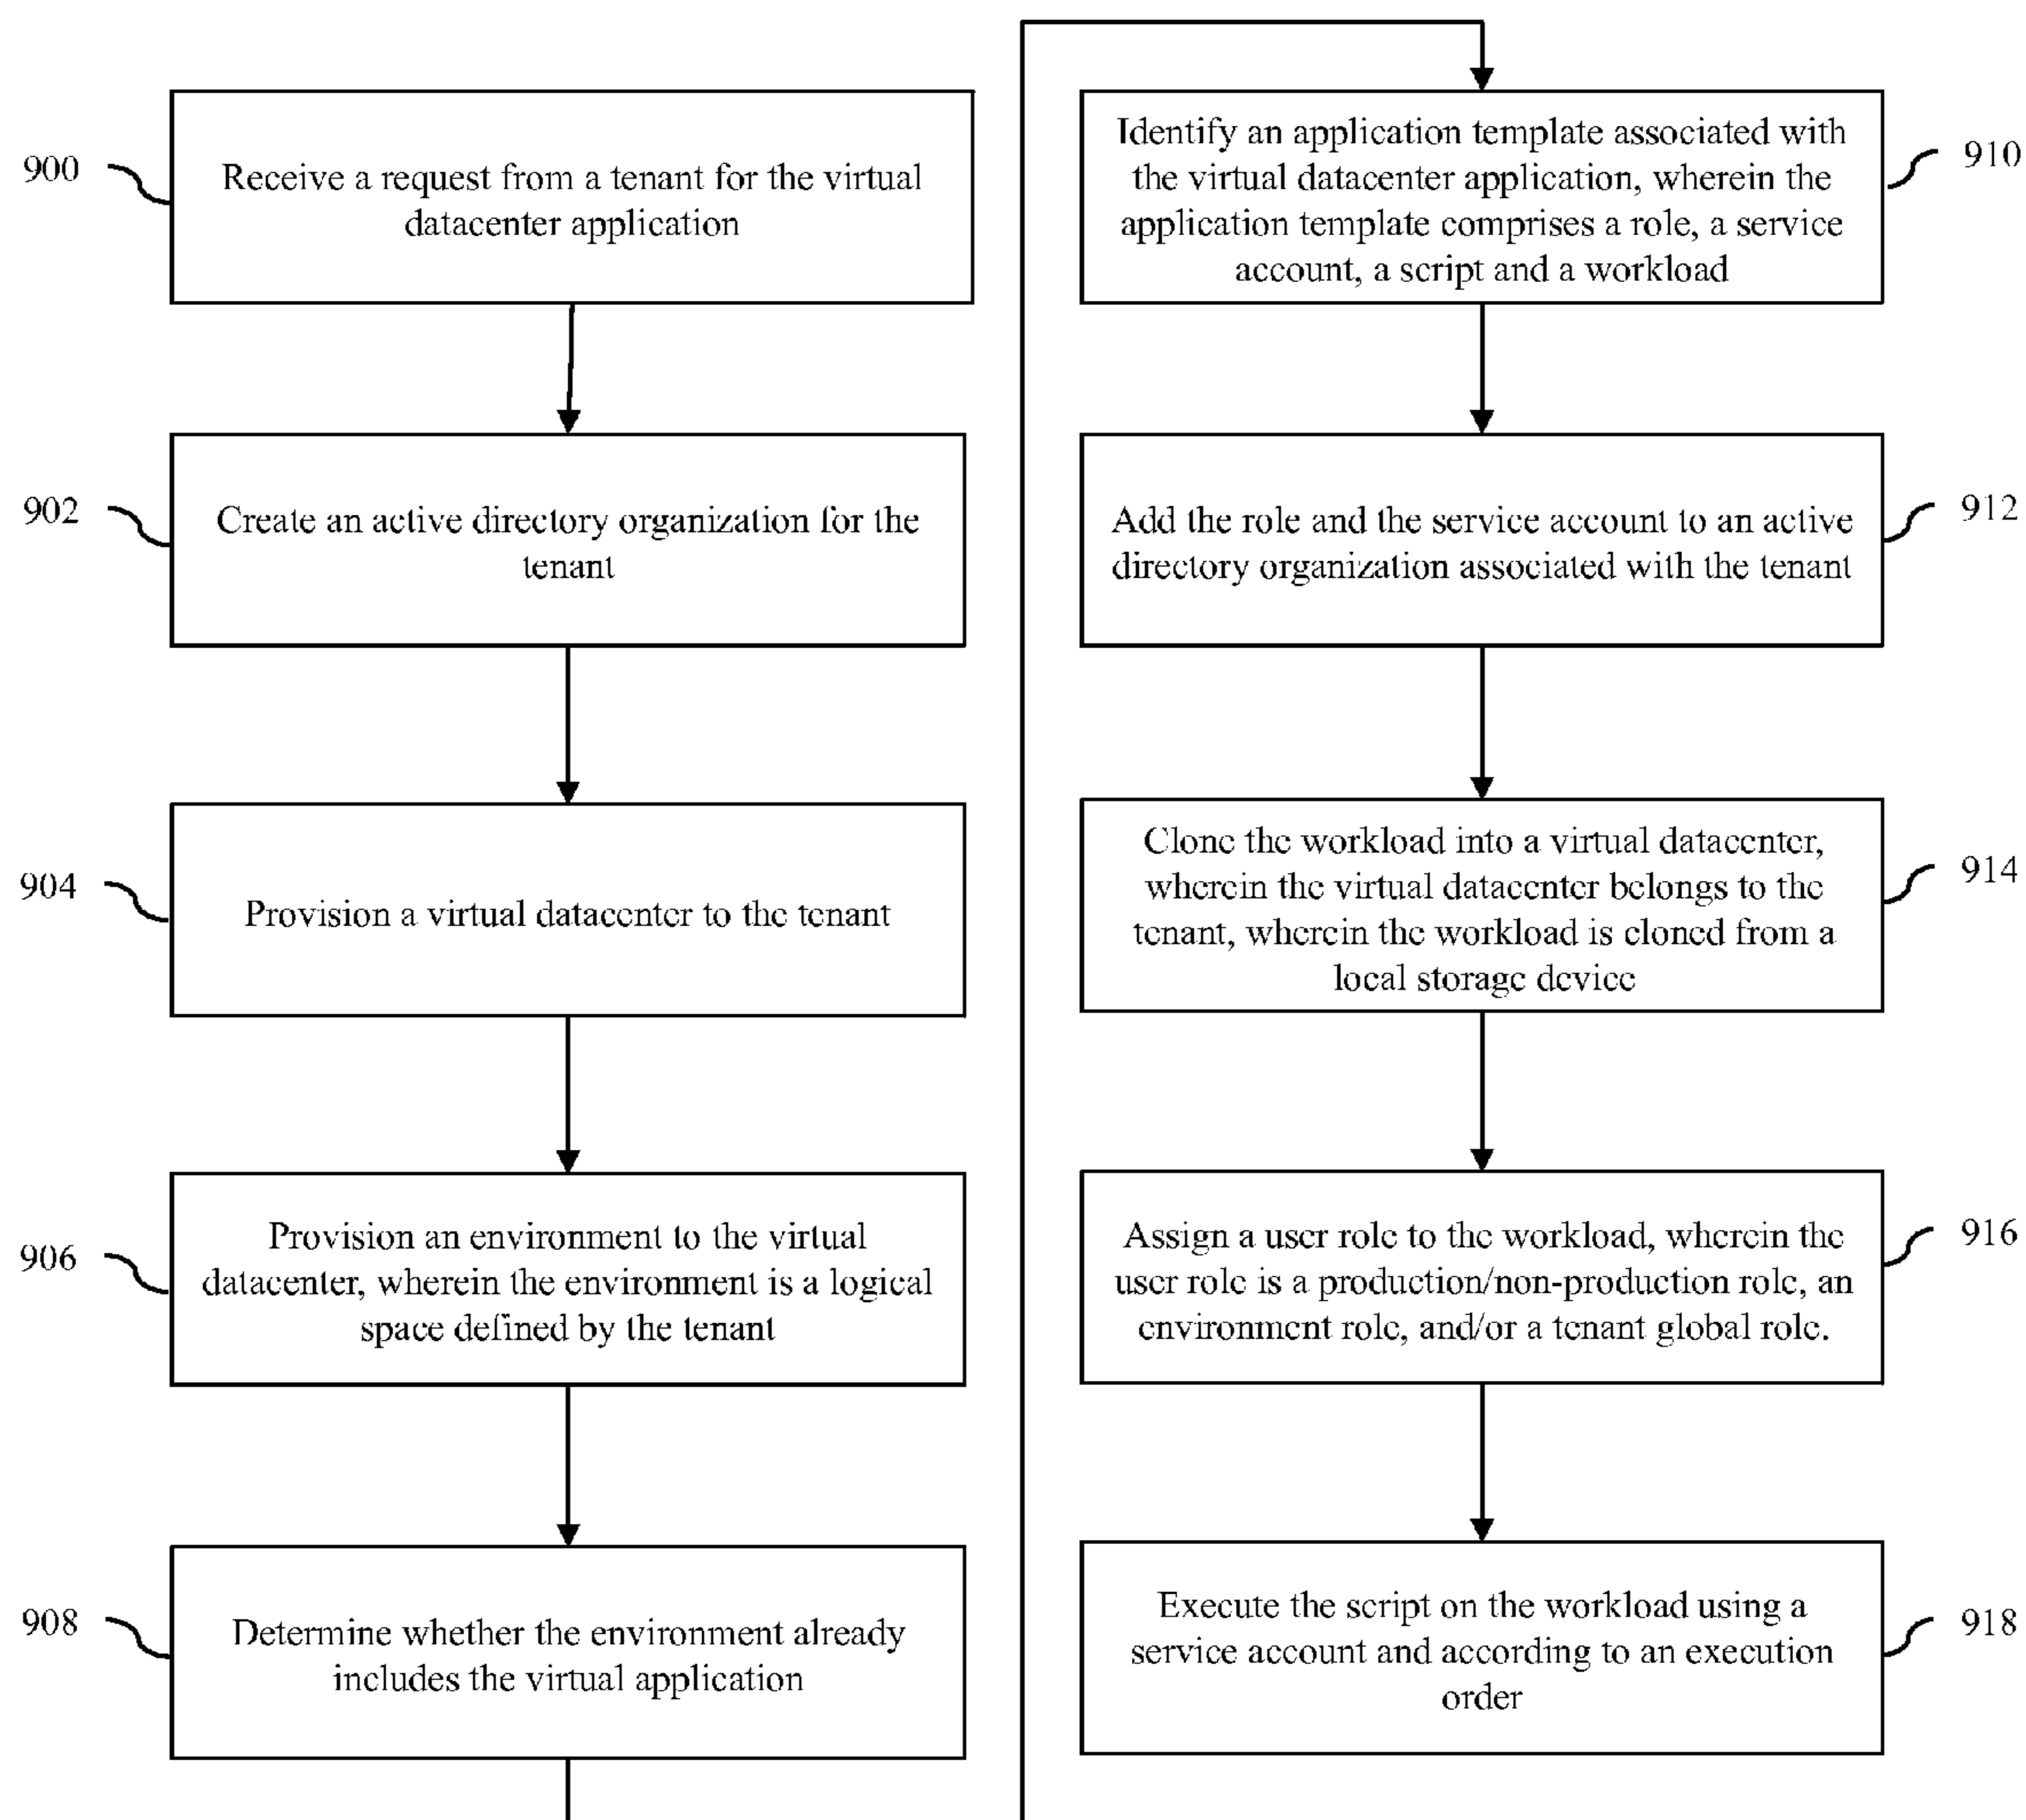 900
Receive a request from a tenant for the virtual
datacenter application
902
Create an active directory organization for the
tenant
904
Provision a virtual datacenter to the tenant
906
Provision an environment to the virtual
datacenter, wherein the environment is a logical
space defined by the tenant
908
Determine whether the environment already
includes the virtual application
Identify an application template associated with
the virtual datacenter application, wherein the
application template comprises a role, a service
account, a script and a workload
910
Add the role and the service account to an active
directory organization associated with the tenant
912
Clone the workload into a virtual datacenter,
wherein the virtual datacenter belongs to the
tenant, wherein the workload is cloned from a
local storage device
914
Assign a user role to the workload, wherein the
user role is a production/non-production role, an
environment role, and/or a tenant global role.
916
Execute the script on the workload using a
service account and according to an execution
order
918